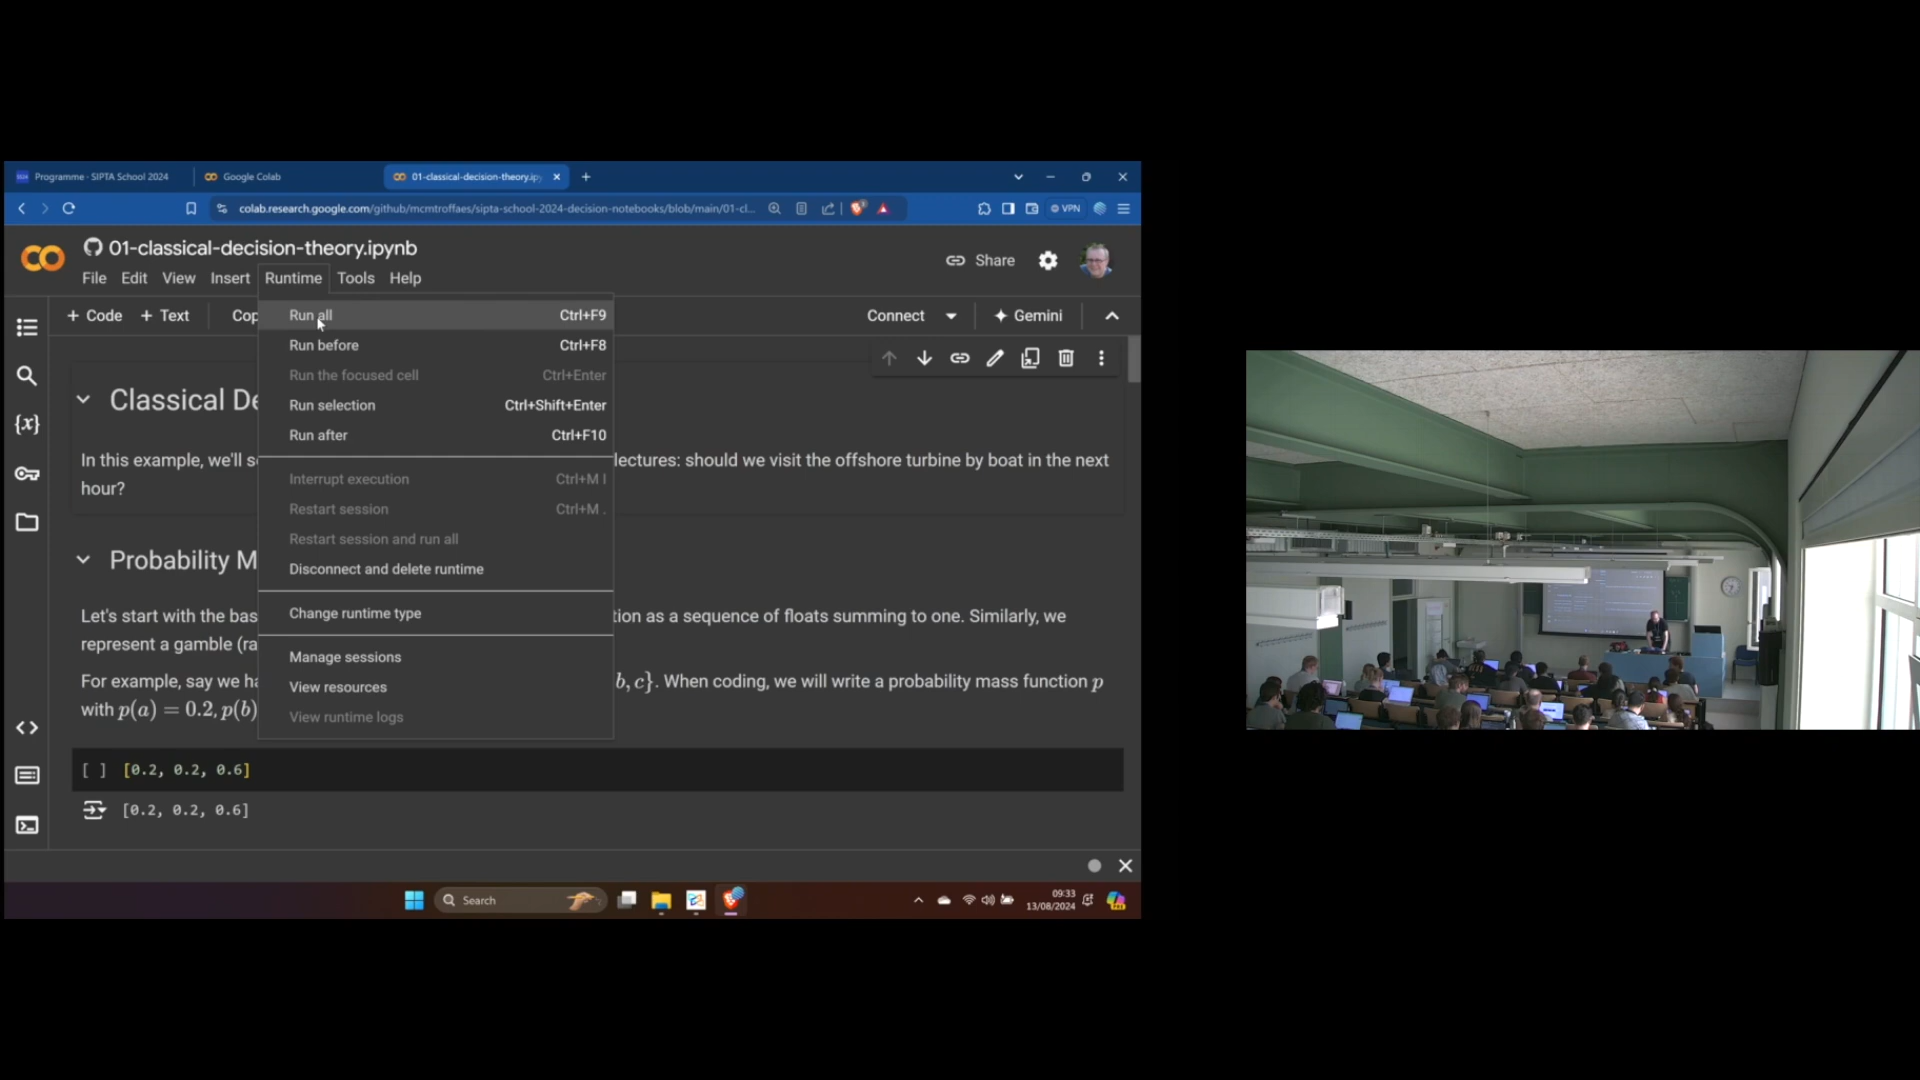 Programme - SIPTA School 2024
Google Colab
01-classical-decision-theory.ipy
colab.research.google.com/github/mcmtroffaes/sipta-school-2024-decision-notebooks/blob/main/01-cl...
VPN
01-classical-decision-theory.ipynb
Share
File Edit View Insert Runtime Tools Help
+ Code + Text Cop
Connect
Gemini
Run all Ctrl+F9
Run before Ctrl+F8
Run the focused cell Ctrl+Enter
Run selection Ctrl+Shift+Enter
Run after Ctrl+F10
Interrupt execution Ctrl+M I
Restart session Ctrl+M .
Restart session and run all
Disconnect and delete runtime
Change runtime type
Manage sessions
View resources
View runtime logs
Classical De
In this example, we'll s lectures: should we visit the offshore turbine by boat in the next
hour?
Probability M
Let's start with the bas tion as a sequence of floats summing to one. Similarly, we
represent a gamble (ra
For example, say we ha b, c}. When coding, we will write a probability mass function p
with p(a) = 0.2, p(b)
[ ] [0.2, 0.2, 0.6]
[0.2, 0.2, 0.6]
Search
09:33
13/08/2024